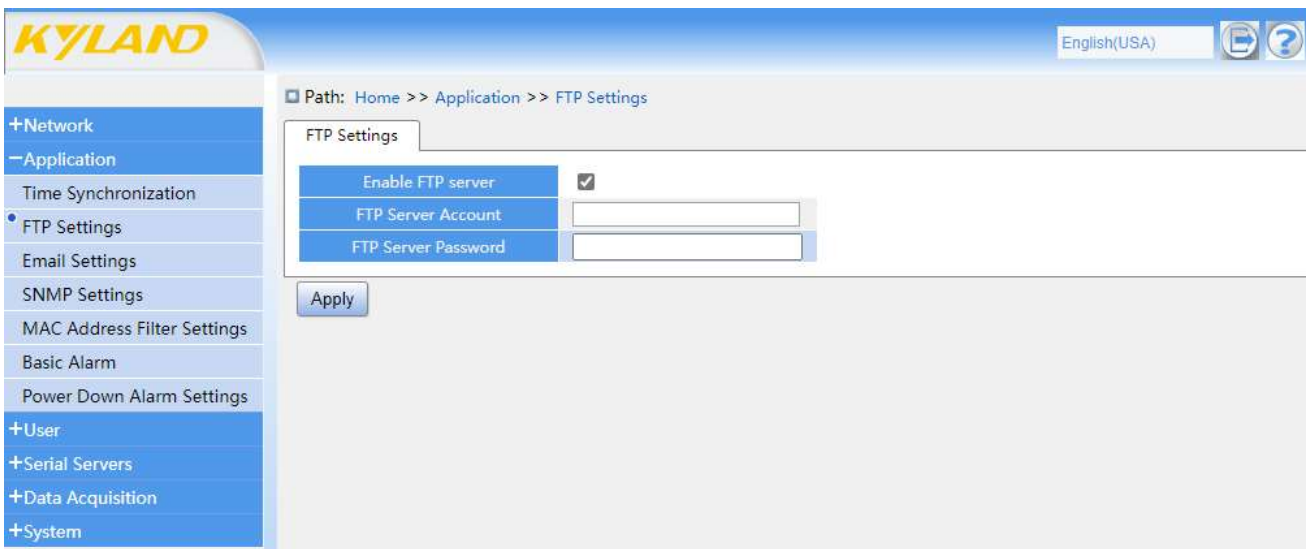 KYLAND
English(USA)
Path: Home >> Application >> FTP Settings
+Network
−Application
Time Synchronization
FTP Settings
Email Settings
SNMP Settings
MAC Address Filter Settings
Basic Alarm
Power Down Alarm Settings
+User
+Serial Servers
+Data Acquisition
+System
FTP Settings
Enable FTP server
FTP Server Account
FTP Server Password
Apply